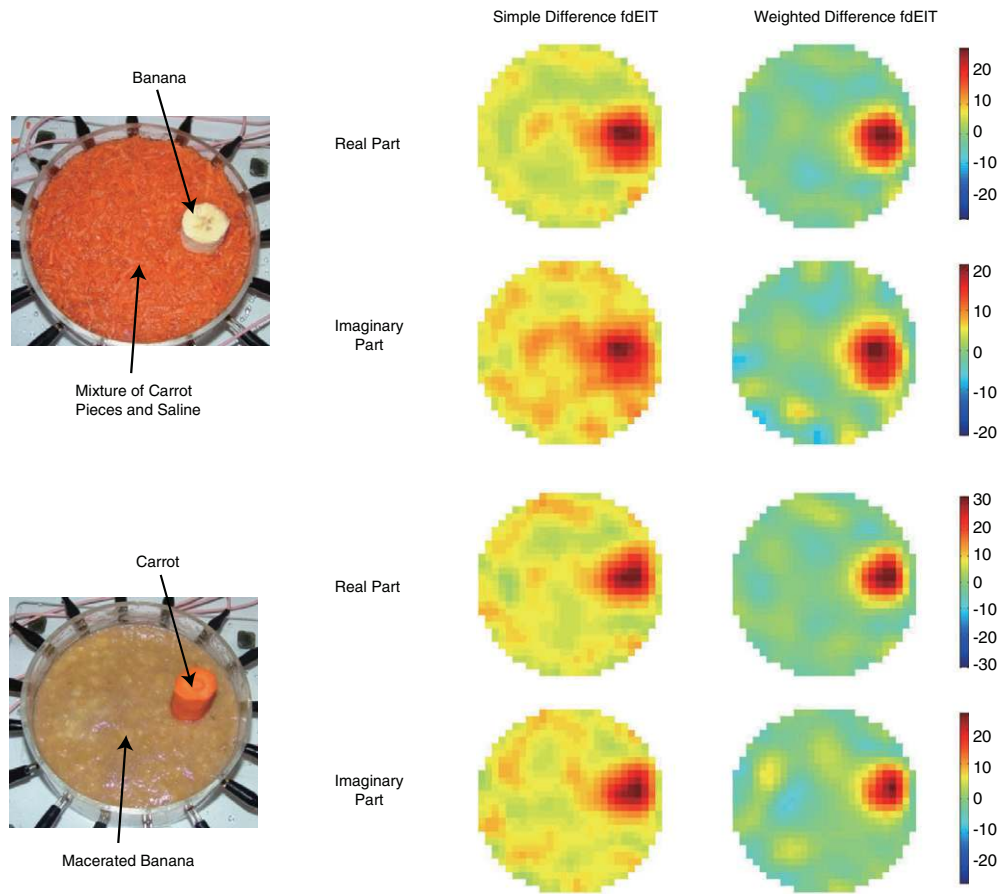 Simple Difference fdEIT
Weighted Difference fdEIT
Banana
Real Part
20
10
0
-10
-20
Imaginary
Part
20
10
0
-10
-20
Mixture of Carrot
Pieces and Saline
Carrot
Real Part
30
20
10
0
-10
-20
-30
Imaginary
Part
20
10
0
-10
-20
Macerated Banana